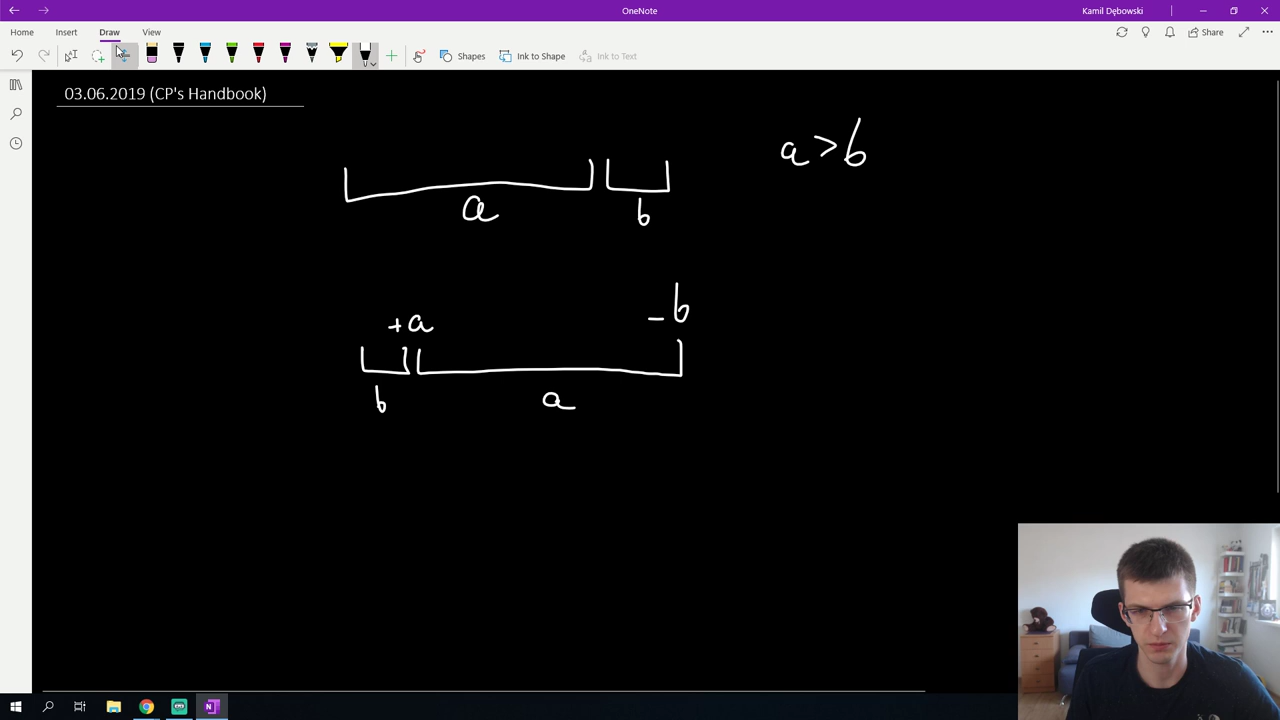 OneNote
Kamil Dębowski
Home Insert Draw View
Share
Shapes Ink to Shape Ink to Text
03.06.2019 (CP's Handbook)
a > b
a b
+a - b
b a